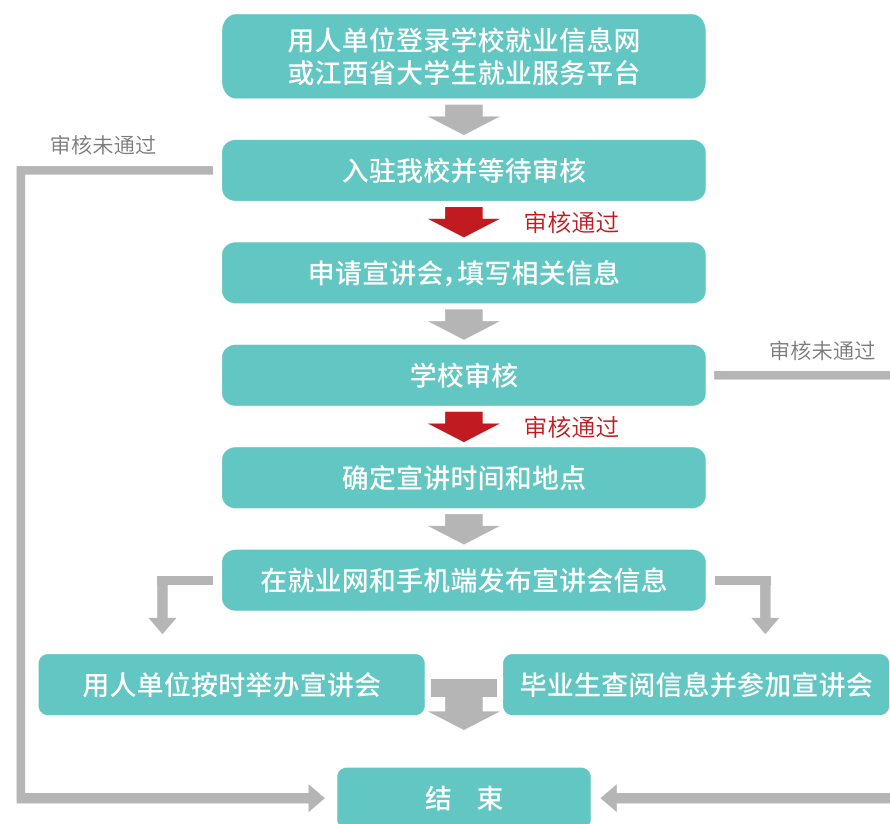 用人单位登录学校就业信息网
或江西省大学生就业服务平台
审核未通过
入驻我校并等待审核
审核通过
申请宣讲会，填写相关信息
审核未通过
学校审核
审核通过
确定宣讲时间和地点
在就业网和手机端发布宣讲会信息
用人单位按时举办宣讲会
毕业生查阅信息并参加宣讲会
结 束